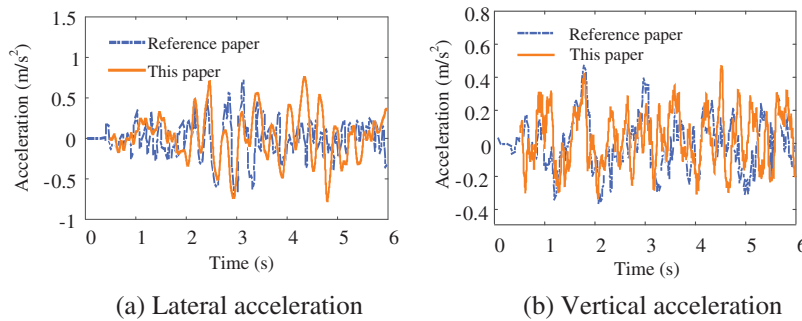 1.5
1
0.5
0
-0.5
-1
Acceleration (m/s²)
Reference paper
This paper
0 1 2 3 4 5 6
Time (s)
(a) Lateral acceleration
0.8
0.6
0.4
0.2
0
-0.2
-0.4
Acceleration (m/s²)
Reference paper
This paper
0 1 2 3 4 5 6
Time (s)
(b) Vertical acceleration